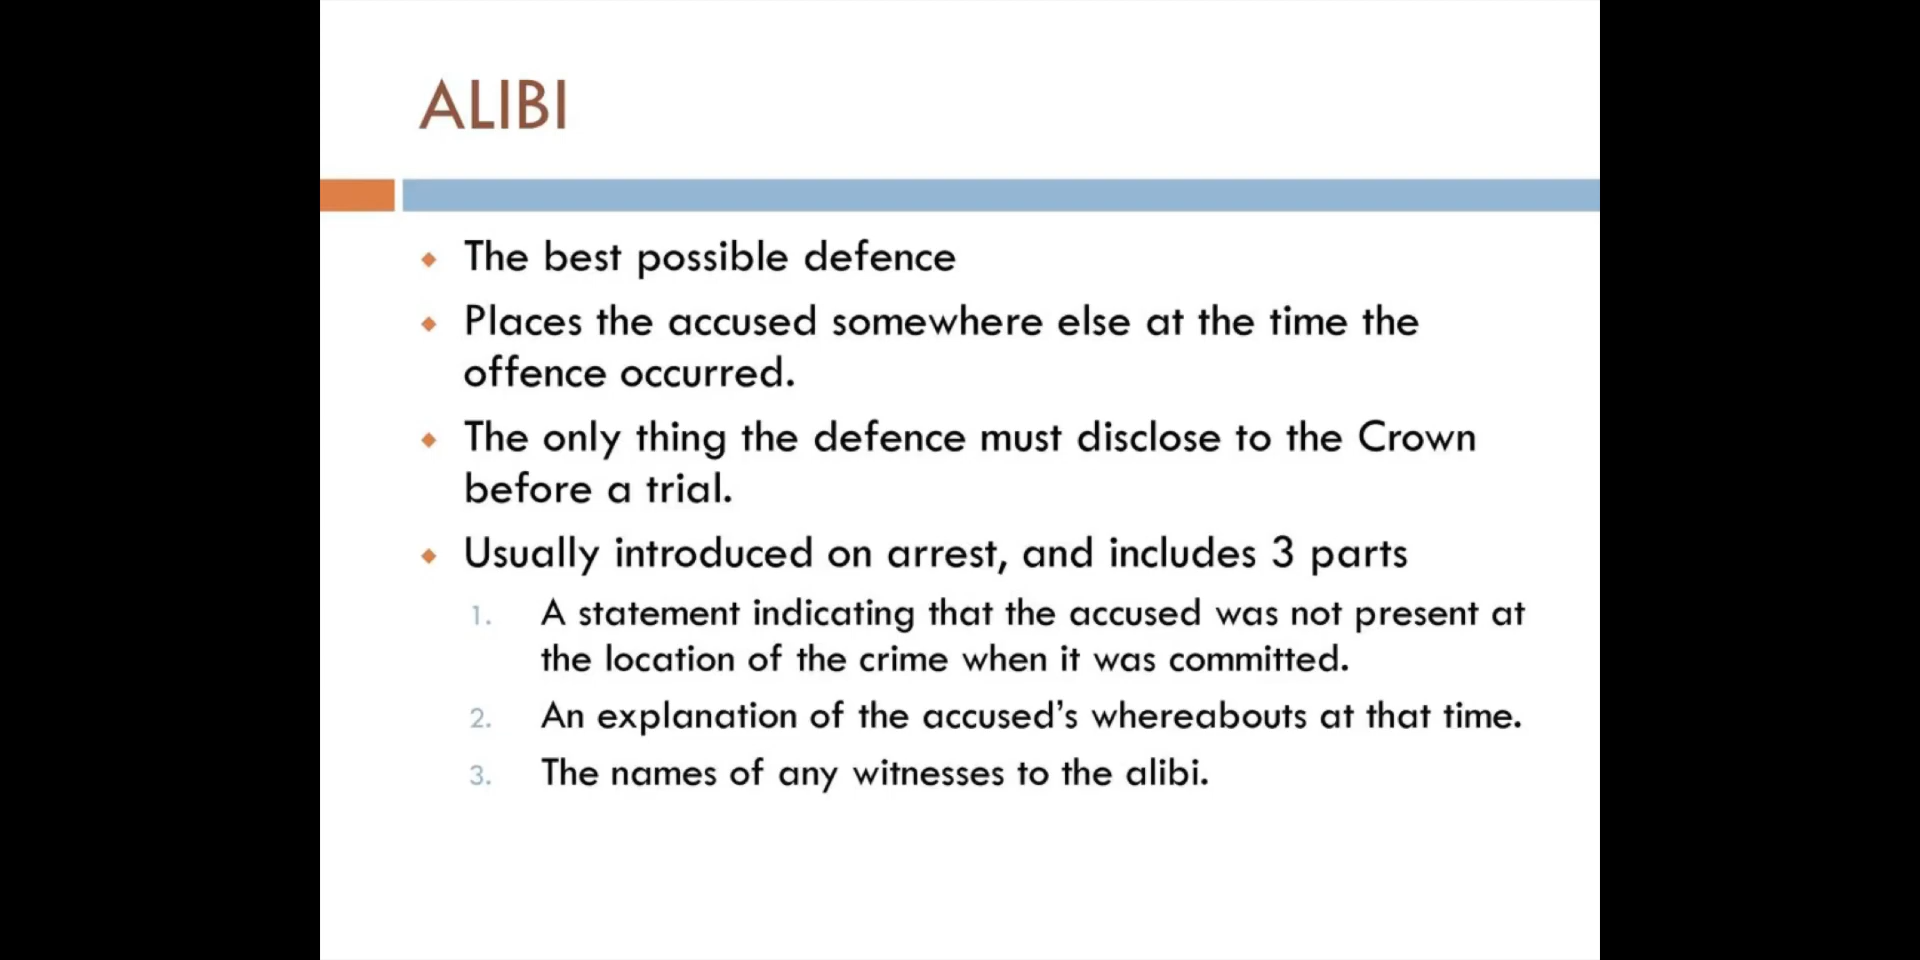 ALIBI
◆ The best possible defence
◆ Places the accused somewhere else at the time the
offence occurred.
◆ The only thing the defence must disclose to the Crown
before a trial.
◆ Usually introduced on arrest, and includes 3 parts
1. A statement indicating that the accused was not present at
the location of the crime when it was committed.
2. An explanation of the accused’s whereabouts at that time.
3. The names of any witnesses to the alibi.